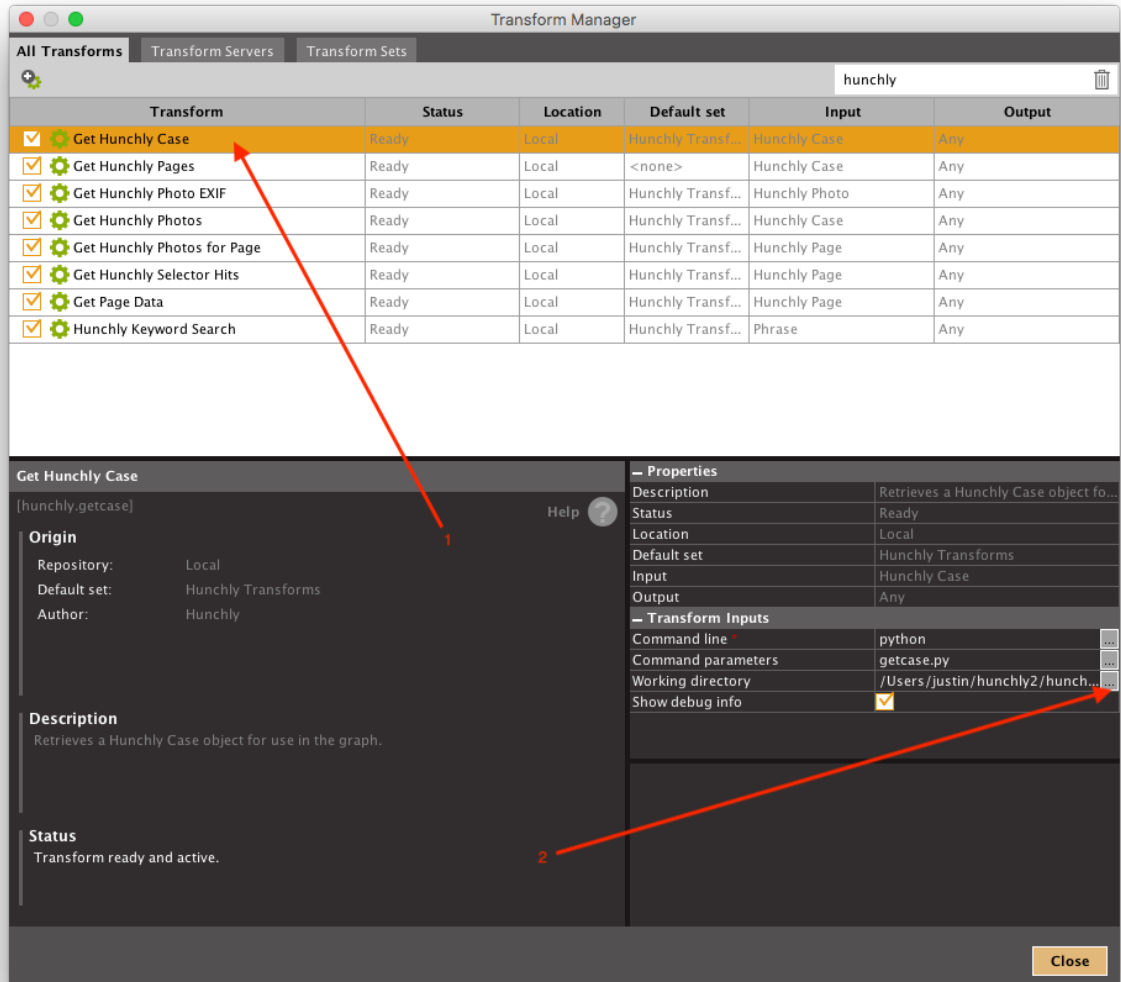 Transform Manager
All Transforms Transform Servers Transform Sets
hunchly
Transform Status Location Default set Input Output
Get Hunchly Case Ready Local Hunchly Transf... Hunchly Case Any
Get Hunchly Pages Ready Local <none> Hunchly Case Any
Get Hunchly Photo EXIF Ready Local Hunchly Transf... Hunchly Photo Any
Get Hunchly Photos Ready Local Hunchly Transf... Hunchly Case Any
Get Hunchly Photos for Page Ready Local Hunchly Transf... Hunchly Page Any
Get Hunchly Selector Hits Ready Local Hunchly Transf... Hunchly Page Any
Get Page Data Ready Local Hunchly Transf... Hunchly Page Any
Hunchly Keyword Search Ready Local Hunchly Transf... Phrase Any
Get Hunchly Case
[hunchly.getcase]
Help ?
Origin
Repository: Local
Default set: Hunchly Transforms
Author: Hunchly
1
Description
Retrieves a Hunchly Case object for use in the graph.
Status
Transform ready and active.
2
Properties
Description Retrieves a Hunchly Case object fo...
Status Ready
Location Local
Default set Hunchly Transforms
Input Hunchly Case
Output Any
Transform Inputs
Command line * python ...
Command parameters getcase.py ...
Working directory /Users/justin/hunchly2/hunch... ...
Show debug info
Close